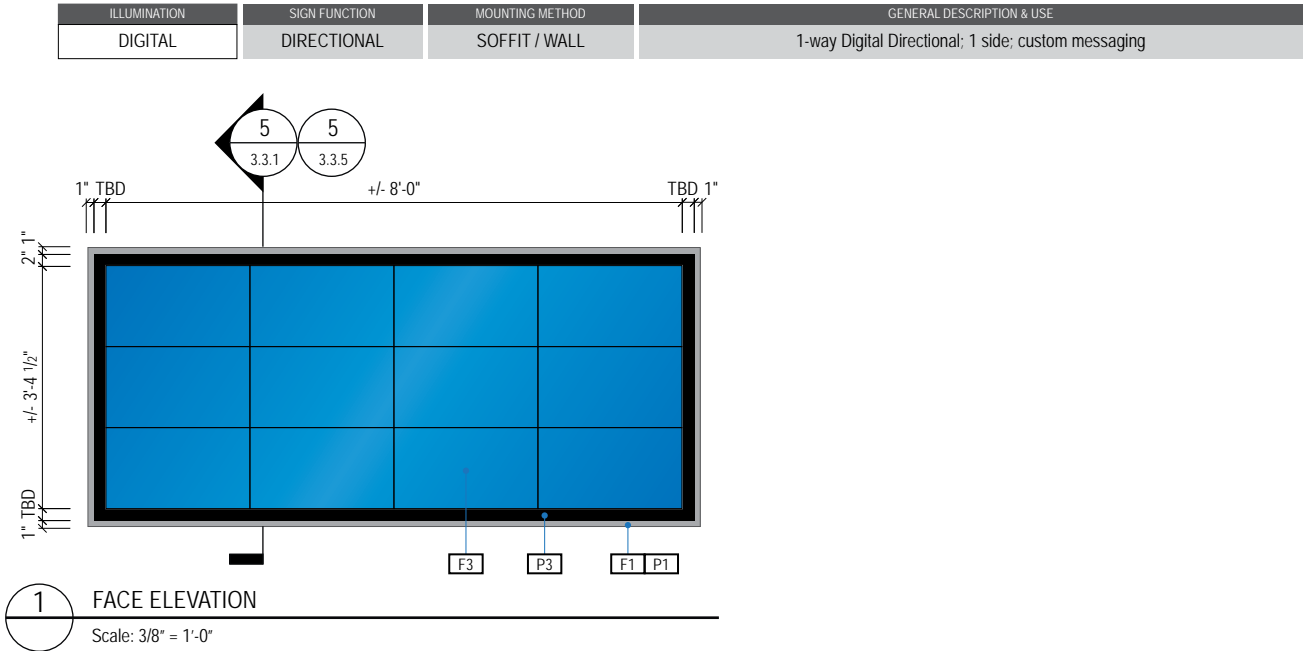 ILLUMINATION SIGN FUNCTION MOUNTING METHOD GENERAL DESCRIPTION & USE
DIGITAL DIRECTIONAL SOFFIT / WALL 1-way Digital Directional; 1 side; custom messaging
5 5
3.3.1 3.3.5
1" TBD +/- 8'-0" TBD 1"
2" 1"
+/- 3'-4 1/2"
1" TBD
F3 P3 F1 P1
1 FACE ELEVATION
Scale: 3/8" = 1'-0"